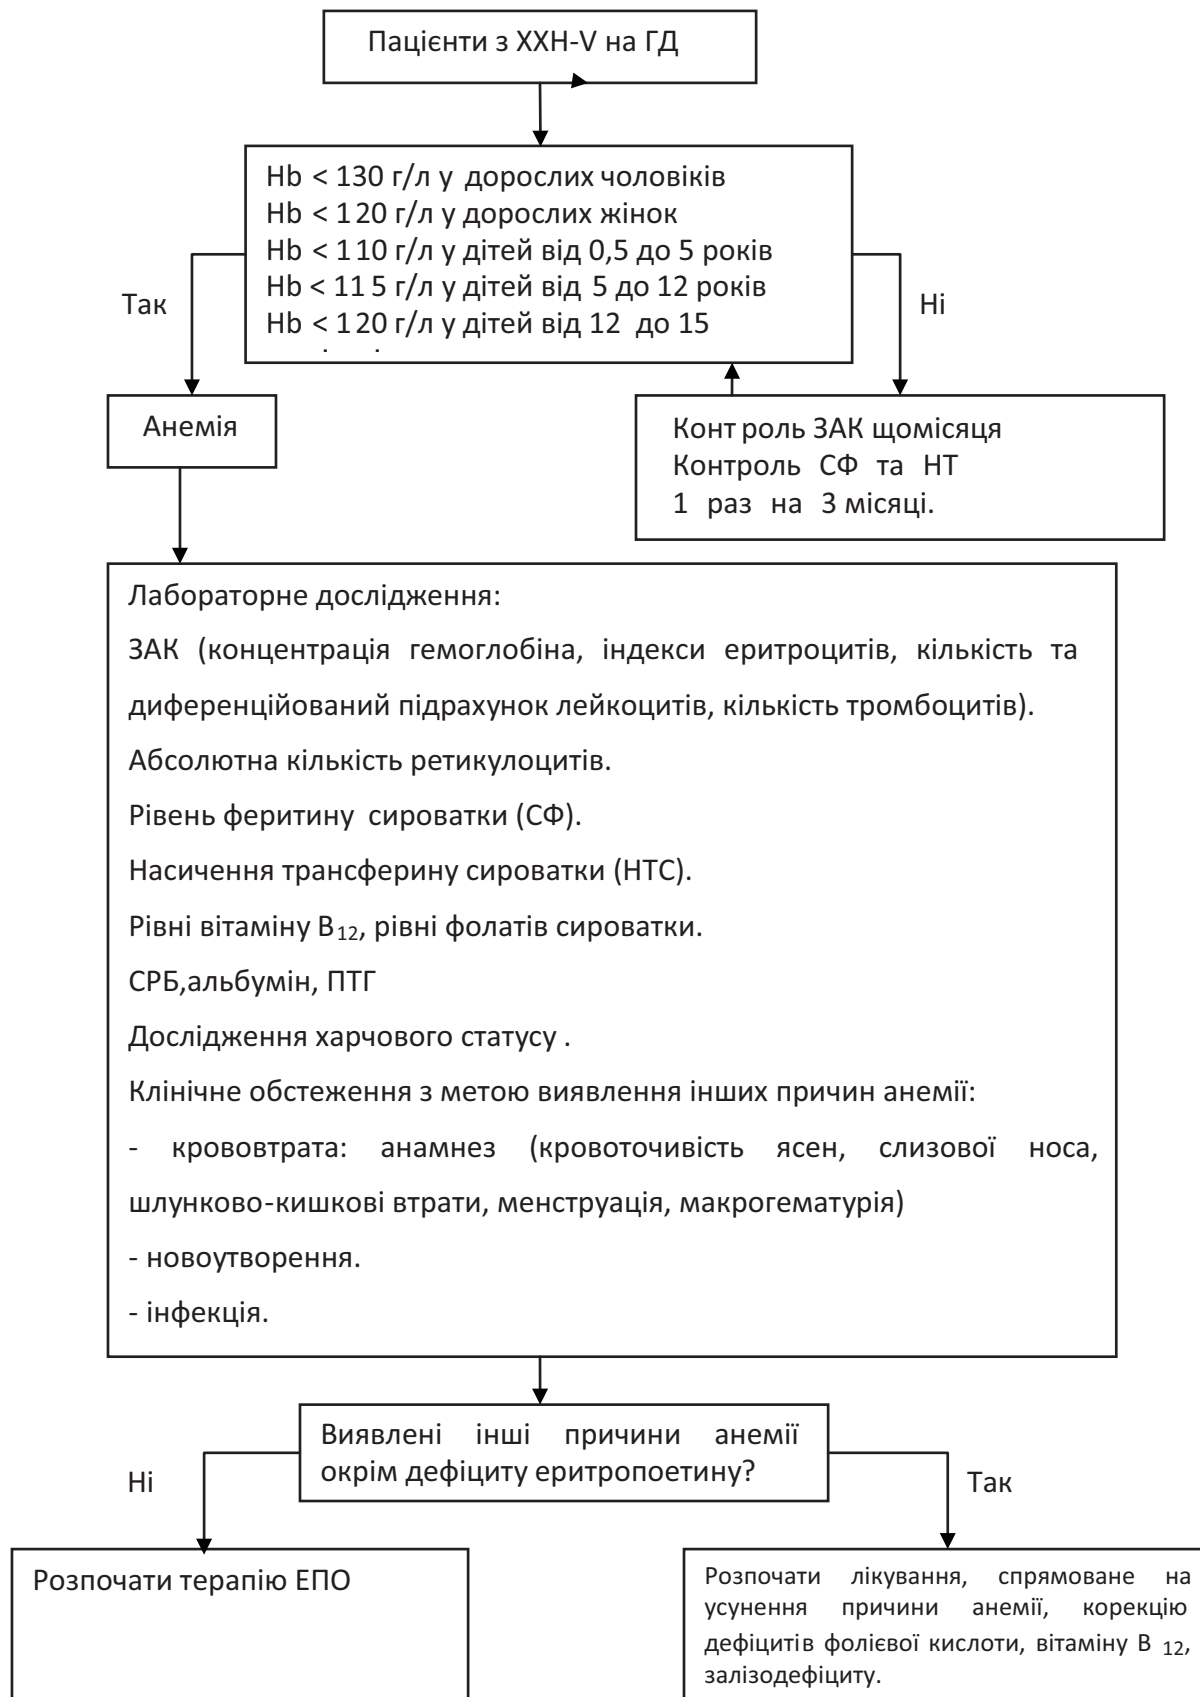 Пацієнти з ХХН-V на ГД
Hb < 130 г/л у дорослих чоловіків
Hb < 120 г/л у дорослих жінок
Hb < 110 г/л у дітей від 0,5 до 5 років
Hb < 115 г/л у дітей від 5 до 12 років
Hb < 120 г/л у дітей від 12 до 15
Так
Ні
Анемія
Контроль ЗАК щомісяця
Контроль СФ та НТ
1 раз на 3 місяці.
Лабораторне дослідження:
ЗАК (концентрація гемоглобіна, індекси еритроцитів, кількість та
диференційований підрахунок лейкоцитів, кількість тромбоцитів).
Абсолютна кількість ретикулоцитів.
Рівень феритину сироватки (СФ).
Насичення трансферину сироватки (НТС).
Рівні вітаміну В12, рівні фолатів сироватки.
СРБ,альбумін, ПТГ
Дослідження харчового статусу .
Клінічне обстеження з метою виявлення інших причин анемії:
- крововтрата: анамнез (кровоточивість ясен, слизової носа,
шлунково-кишкові втрати, менструація, макрогематурія)
- новоутворення.
- інфекція.
Виявлені інші причини анемії
окрім дефіциту еритропоетину?
Ні
Так
Розпочати терапію ЕПО
Розпочати лікування, спрямоване на
усунення причини анемії, корекцію
дефіцитів фолієвої кислоти, вітаміну В 12,
залізодефіциту.